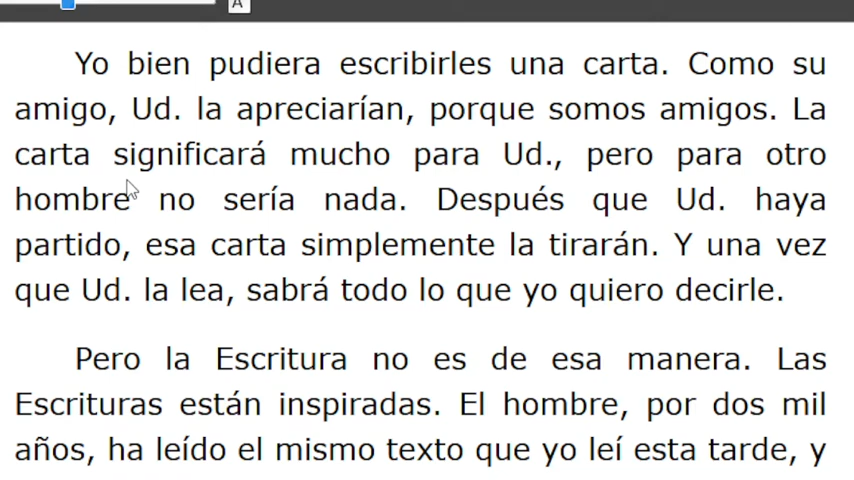 A
Yo bien pudiera escribirles una carta. Como su
amigo, Ud. la apreciarían, porque somos amigos. La
carta significará mucho para Ud., pero para otro
hombre no sería nada. Después que Ud. haya
partido, esa carta simplemente la tirarán. Y una vez
que Ud. la lea, sabrá todo lo que yo quiero decirle.
Pero la Escritura no es de esa manera. Las
Escrituras están inspiradas. El hombre, por dos mil
años, ha leído el mismo texto que yo leí esta tarde, y